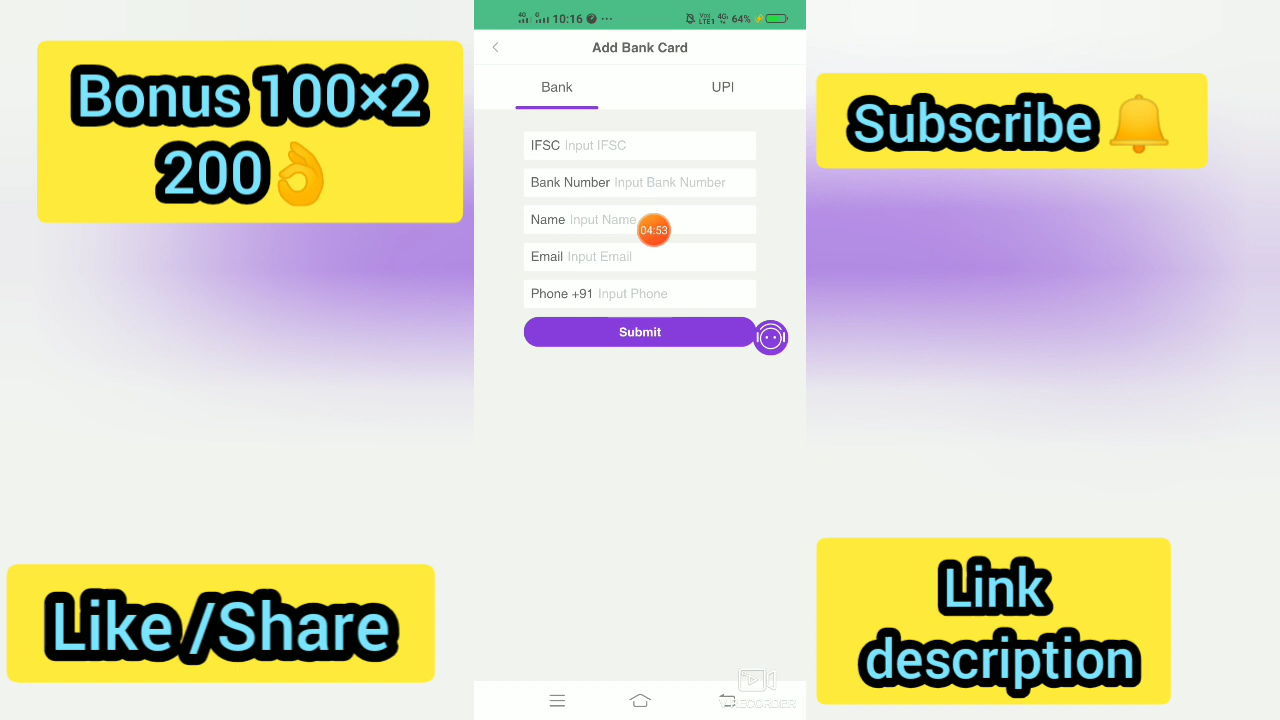 Bonus 100×2
200👌
Subscribe 🔔
Like/Share
Link
description
4G
10:16
64%
Add Bank Card
Bank
UPI
IFSC Input IFSC
Bank Number Input Bank Number
Name Input Name
04:53
Email Input Email
Phone +91 Input Phone
Submit